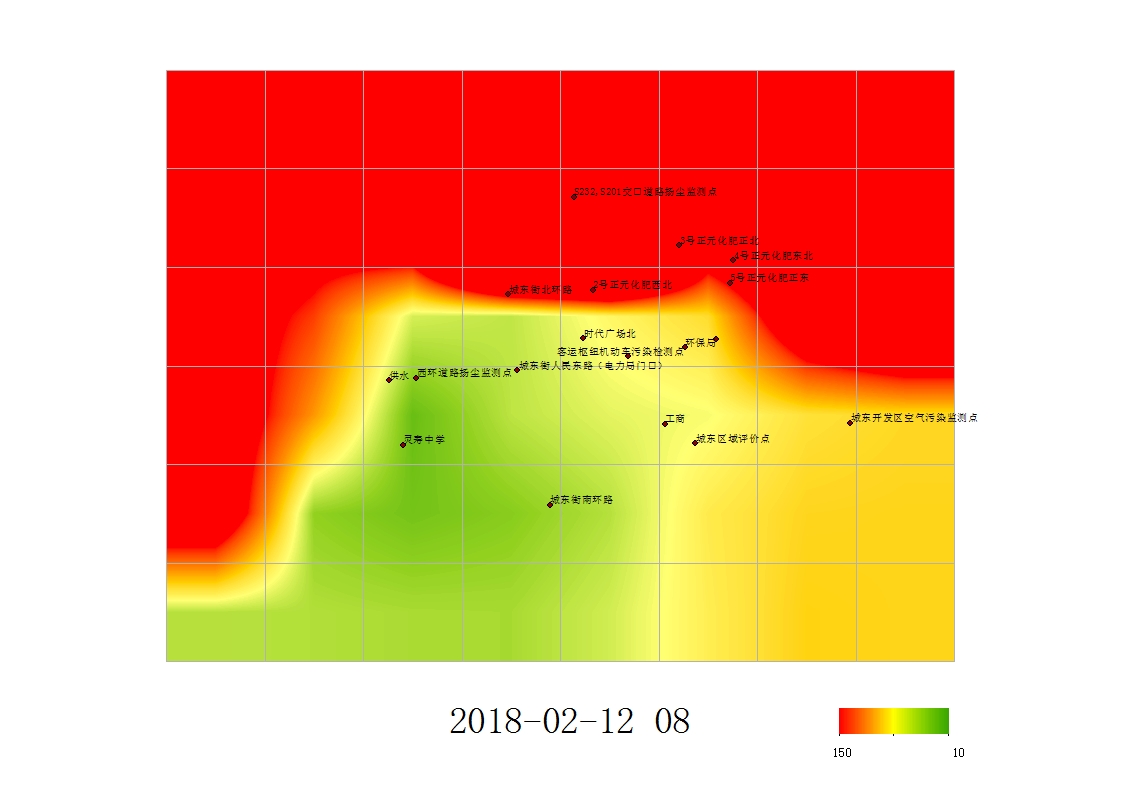 S232,S201交口道路扬尘监测点
3号正元化肥正北
4号正元化肥东北
5号正元化肥正东
2号正元化肥西北
城东街北环路
时代广场北
环保局
客运枢纽机动车污染检测点
城东街人民东路（电力局门口）
西环道路扬尘监测点
供水
城东开发区空气污染监测点
工商
城东区域评价点
灵寿中学
城东街南环路
2018-02-12 08
150
10